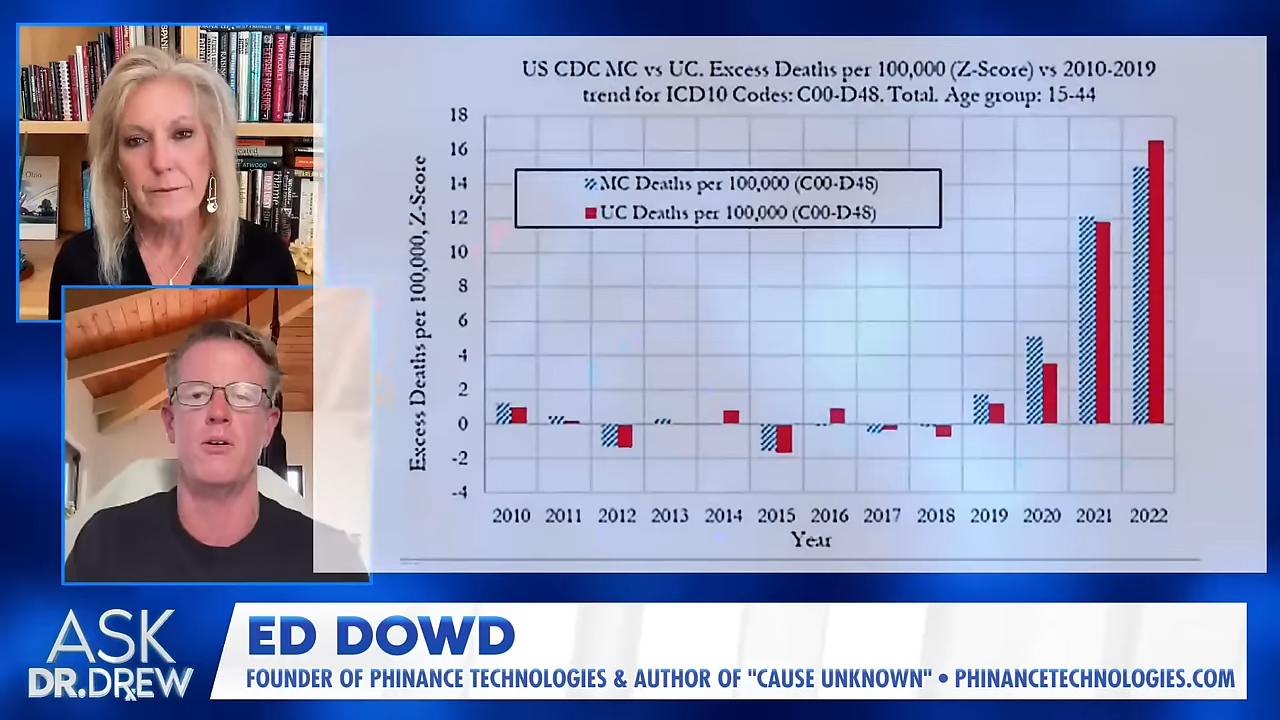 US CDC MC vs UC. Excess Deaths per 100,000 (Z-Score) vs 2010-2019
trend for ICD10 Codes: C00-D48. Total. Age group: 15-44
Excess Deaths per 100,000, Z-Score
18
16
14
12
10
8
6
4
2
0
-2
-4
MC Deaths per 100,000 (C00-D48)
UC Deaths per 100,000 (C00-D48)
2010 2011 2012 2013 2014 2015 2016 2017 2018 2019 2020 2021 2022
Year
Ohio
ATWOOD
ASK
DR.DREW
ED DOWD
FOUNDER OF PHINANCE TECHNOLOGIES & AUTHOR OF "CAUSE UNKNOWN" • PHINANCETECHNOLOGIES.COM